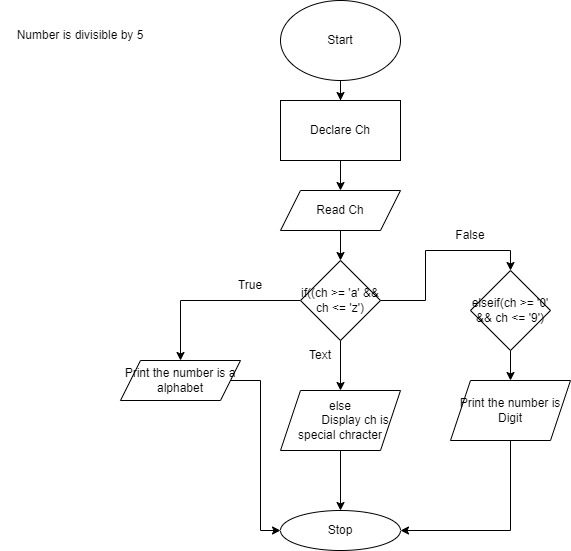 Number is divisible by 5
Start
Declare Ch
Read Ch
False
True
if((ch >= 'a' &&
ch <= 'z')
elseif(ch >= '0'
&& ch <= '9')
Text
Print the number is a
alphabet
else
Display ch is
special chracter
Print the number is
Digit
Stop